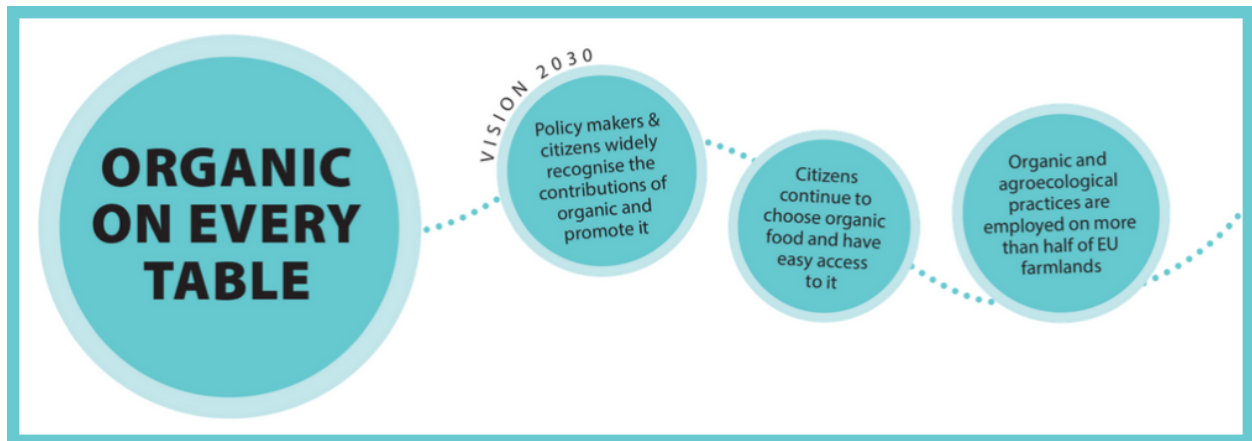 ORGANIC
ON EVERY
TABLE
VISION 2030
Policy makers &
citizens widely
recognise the
contributions of
organic and
promote it
Citizens
continue to
choose organic
food and have
easy access
to it
Organic and
agroecological
practices are
employed on more
than half of EU
farmlands